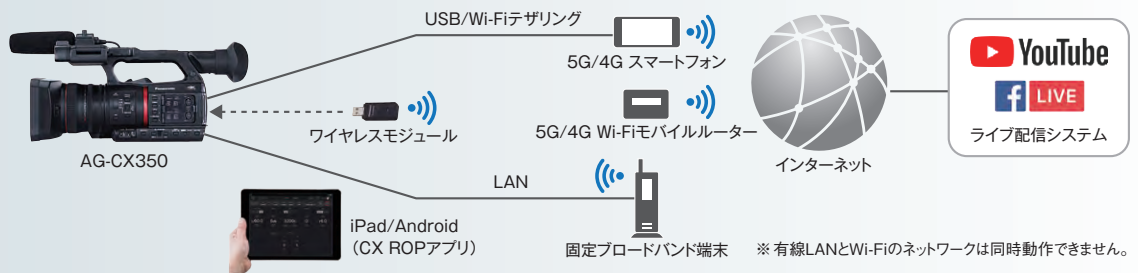 USB/Wi-Fiテザリング
5G/4G スマートフォン
YouTube
f LIVE
ライブ配信システム
ワイヤレスモジュール
5G/4G Wi-Fiモバイルルーター
インターネット
AG-CX350
LAN
iPad/Android
（CX ROPアプリ）
固定ブロードバンド端末
※ 有線LANとWi-Fiのネットワークは同時動作できません。